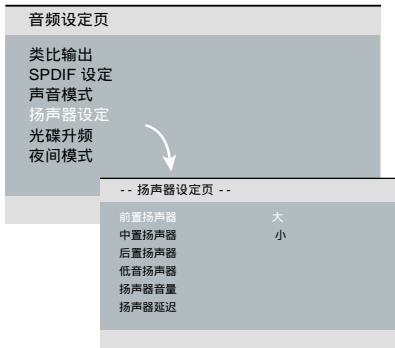 音频设定页
类比输出
SPDIF 设定
声音模式
扬声器设定
光碟升频
夜间模式
- - 扬声器设定页 - -
前置扬声器 大
中置扬声器 小
后置扬声器
低音扬声器
扬声器音量
扬声器延迟